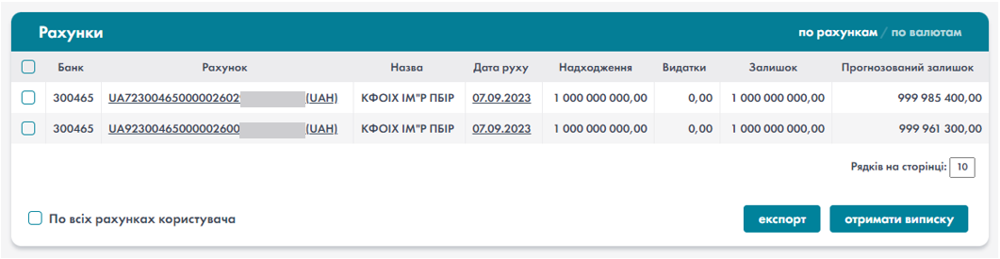 Рахунки по рахункам / по валютам
Банк Рахунок Назва Дата руху Надходження Видатки Залишок Прогнозований залишок
300465 UA72300465000002602 (UAH) КФОІХ ІМ"Р ПБІР 07.09.2023 1 000 000 000,00 0,00 1 000 000 000,00 999 985 400,00
300465 UA92300465000002600 (UAH) КФОІХ ІМ"Р ПБІР 07.09.2023 1 000 000 000,00 0,00 1 000 000 000,00 999 961 300,00
Рядків на сторінці: 10
По всіх рахунках користувача експорт отримати виписку